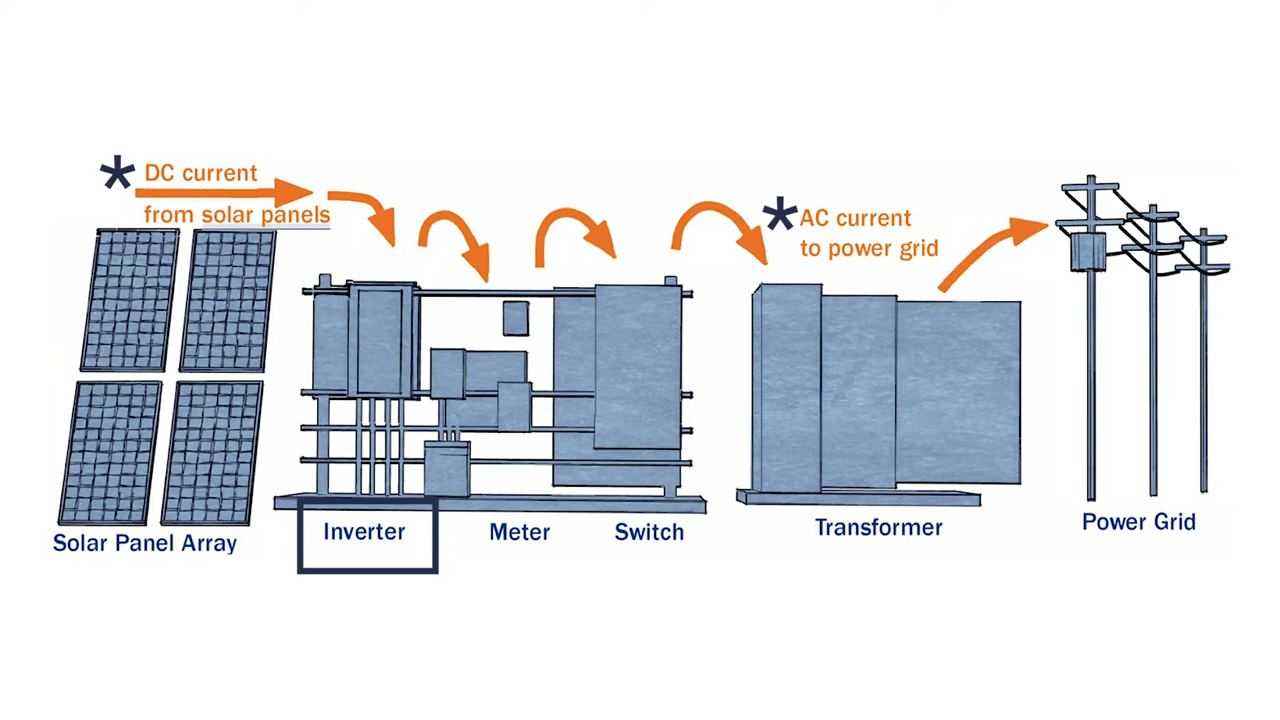 * DC current
from solar panels
* AC current
to power grid
Inverter
Meter
Switch
Transformer
Power Grid
Solar Panel Array